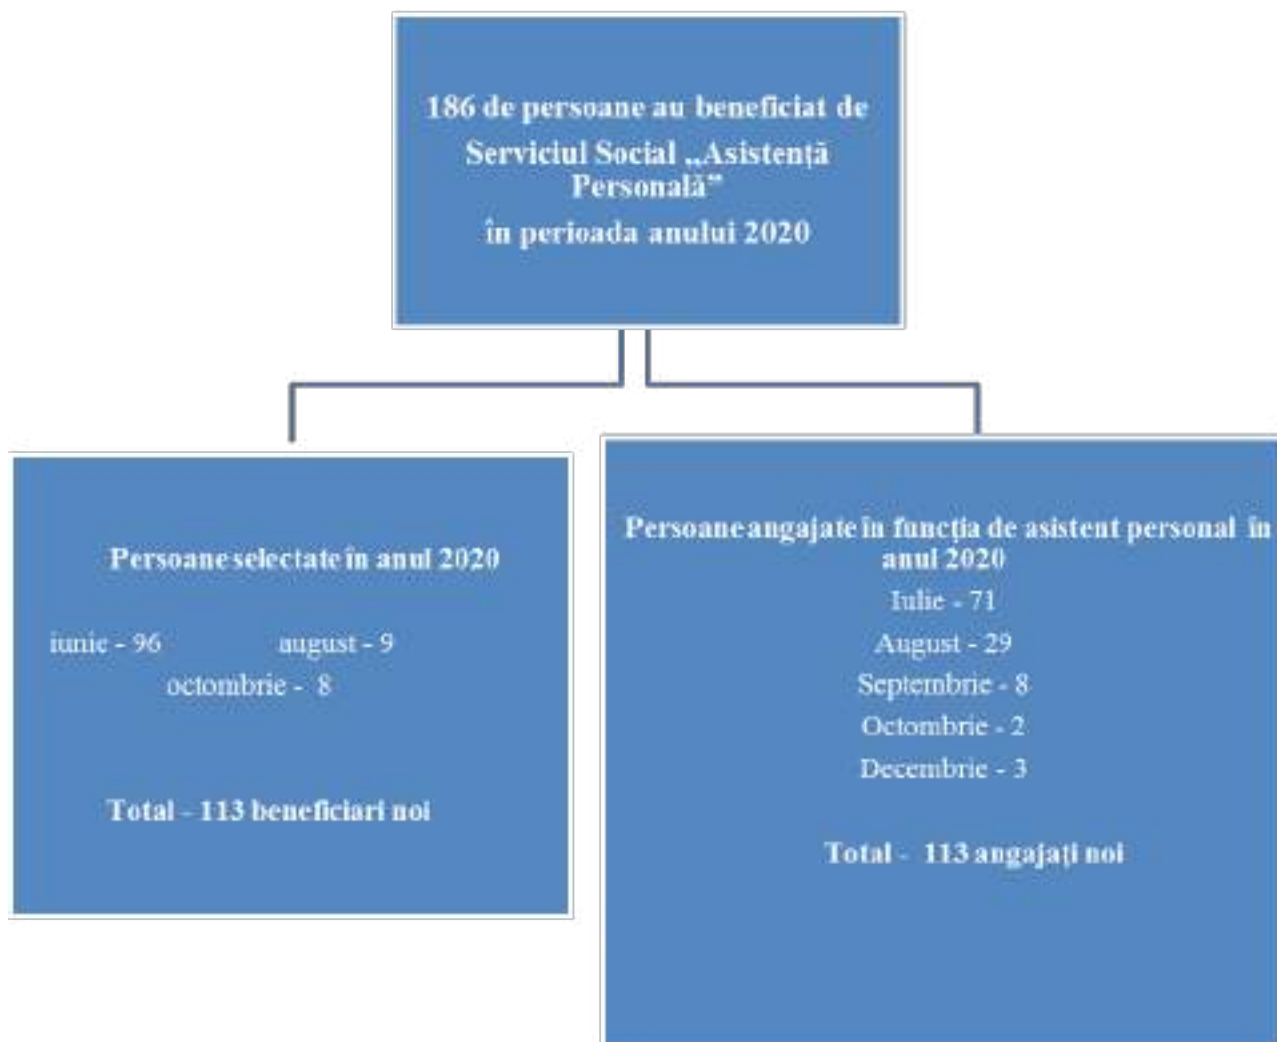 186 de persoane au beneficiat de
Serviciul Social „Asistență
Personală”
în perioada anului 2020
Persoane selectate în anul 2020
iunie - 96 august - 9
octombrie - 8
Total - 113 beneficiari noi
Persoane angajate în funcția de asistent personal în
anul 2020
Iulie - 71
August - 29
Septembrie - 8
Octombrie - 2
Decembrie - 3
Total - 113 angajați noi